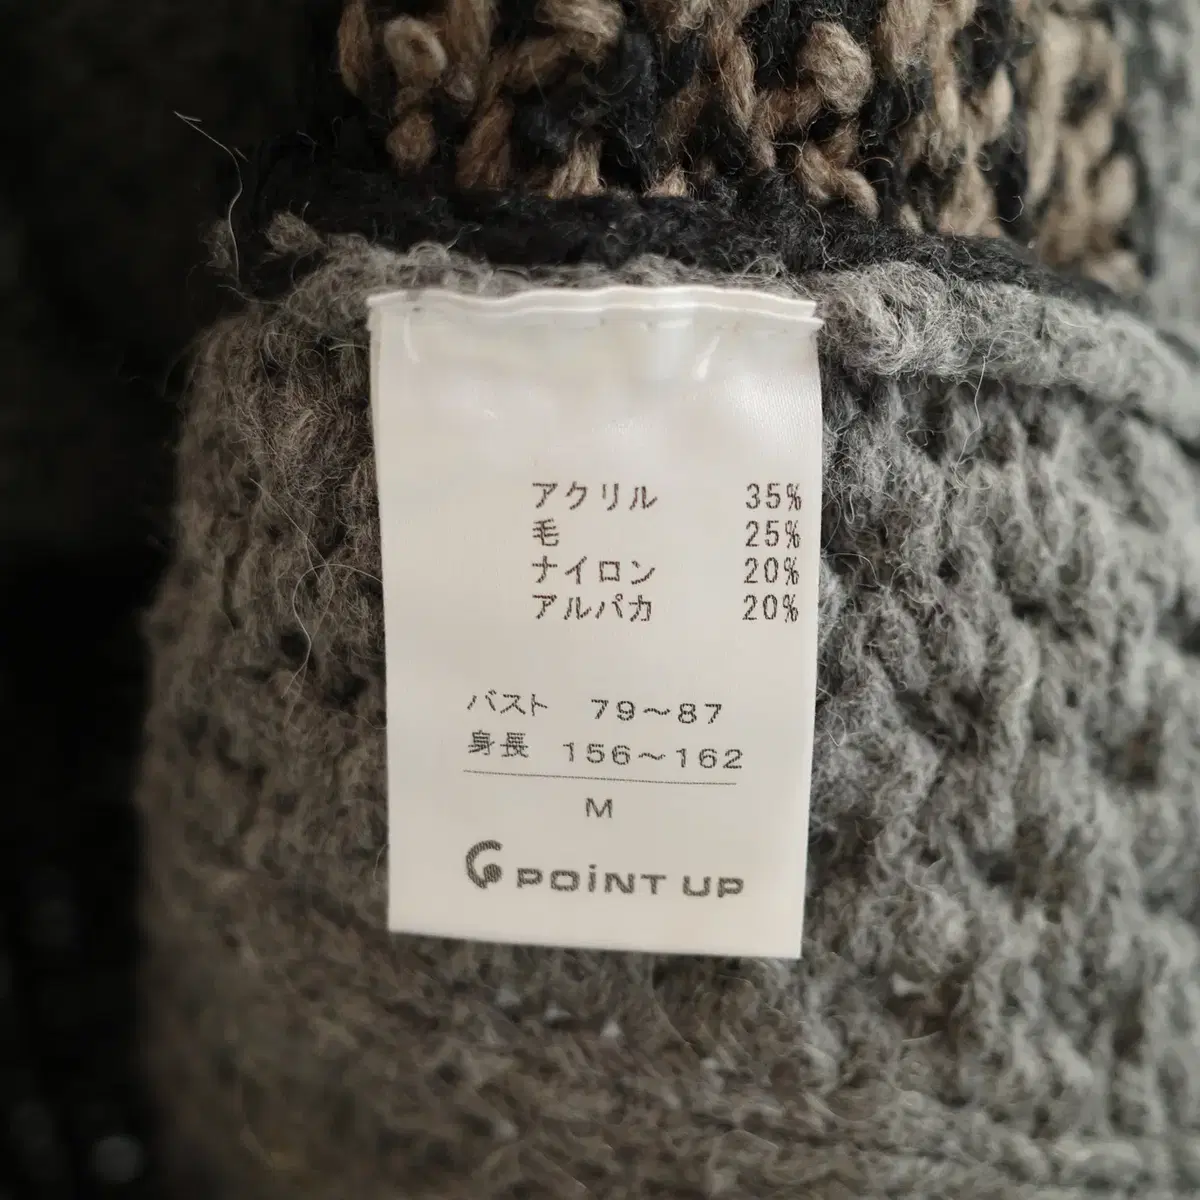 アクリル 35%
毛 25%
ナイロン 20%
アルパカ 20%
バスト 79～87
身長 156～162
M
POiNT UP